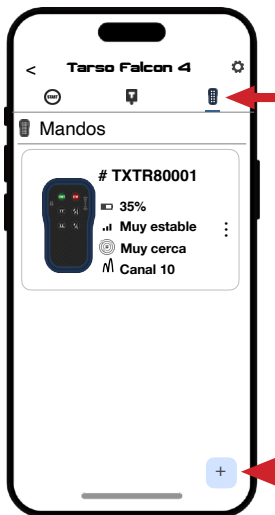 < Tarso Falcon 4
START T
Mandos
# TXTR80001
35%
Muy estable
Muy cerca
Canal 10
+